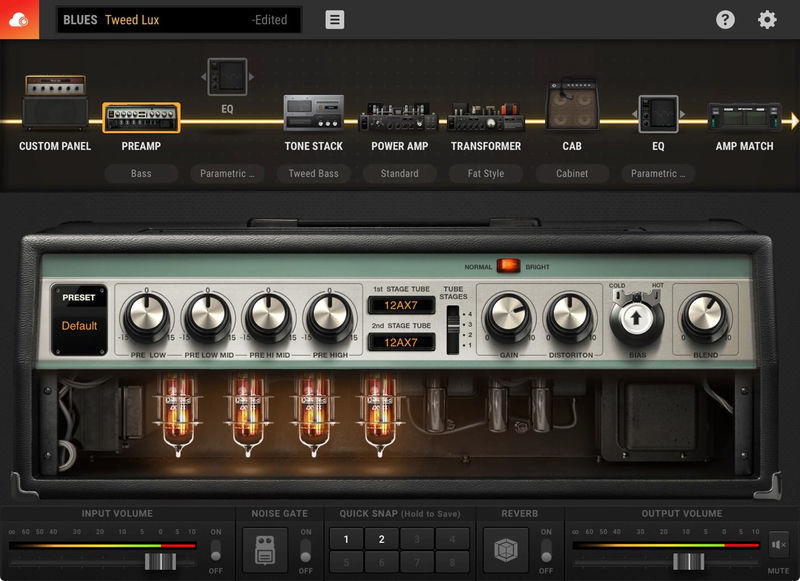 BLUES Tweed Lux -Edited
?
EQ
CUSTOM PANEL PREAMP TONE STACK POWER AMP TRANSFORMER CAB EQ AMP MATCH
Bass Parametric ... Tweed Bass Standard Fat Style Cabinet Parametric ...
NORMAL BRIGHT
PRESET
Default
0 0 0 0
-15 15 -15 15 -15 15 -15 15
PRE LOW PRE LOW MID PRE HI MID PRE HIGH
1st STAGE TUBE
12AX7
2nd STAGE TUBE
12AX7
TUBE
STAGES
4
3
2
1
0 10 0 10
GAIN DISTORITON
COLD HOT
BIAS
0 10
BLEND
INPUT VOLUME NOISE GATE QUICK SNAP (Hold to Save) REVERB OUTPUT VOLUME
∞ 60 50 40 30 20 10 5 0 5 10
ON
OFF
ON
OFF
1 2 3 4
5 6 7 8
ON
OFF
∞ 60 50 40 30 20 10 5 0 5 10
MUTE